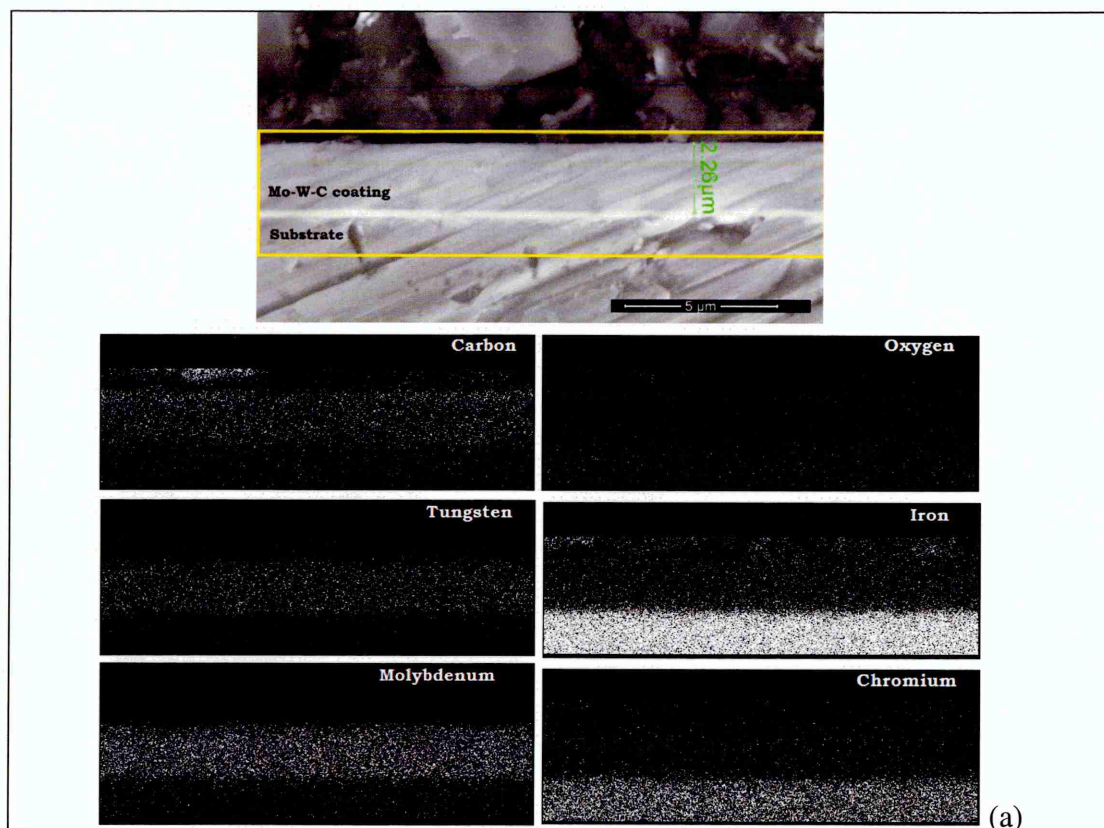 2.26µm
Mo-W-C coating
Substrate
5 µm
Carbon
Oxygen
Tungsten
Iron
Molybdenum
Chromium
(a)